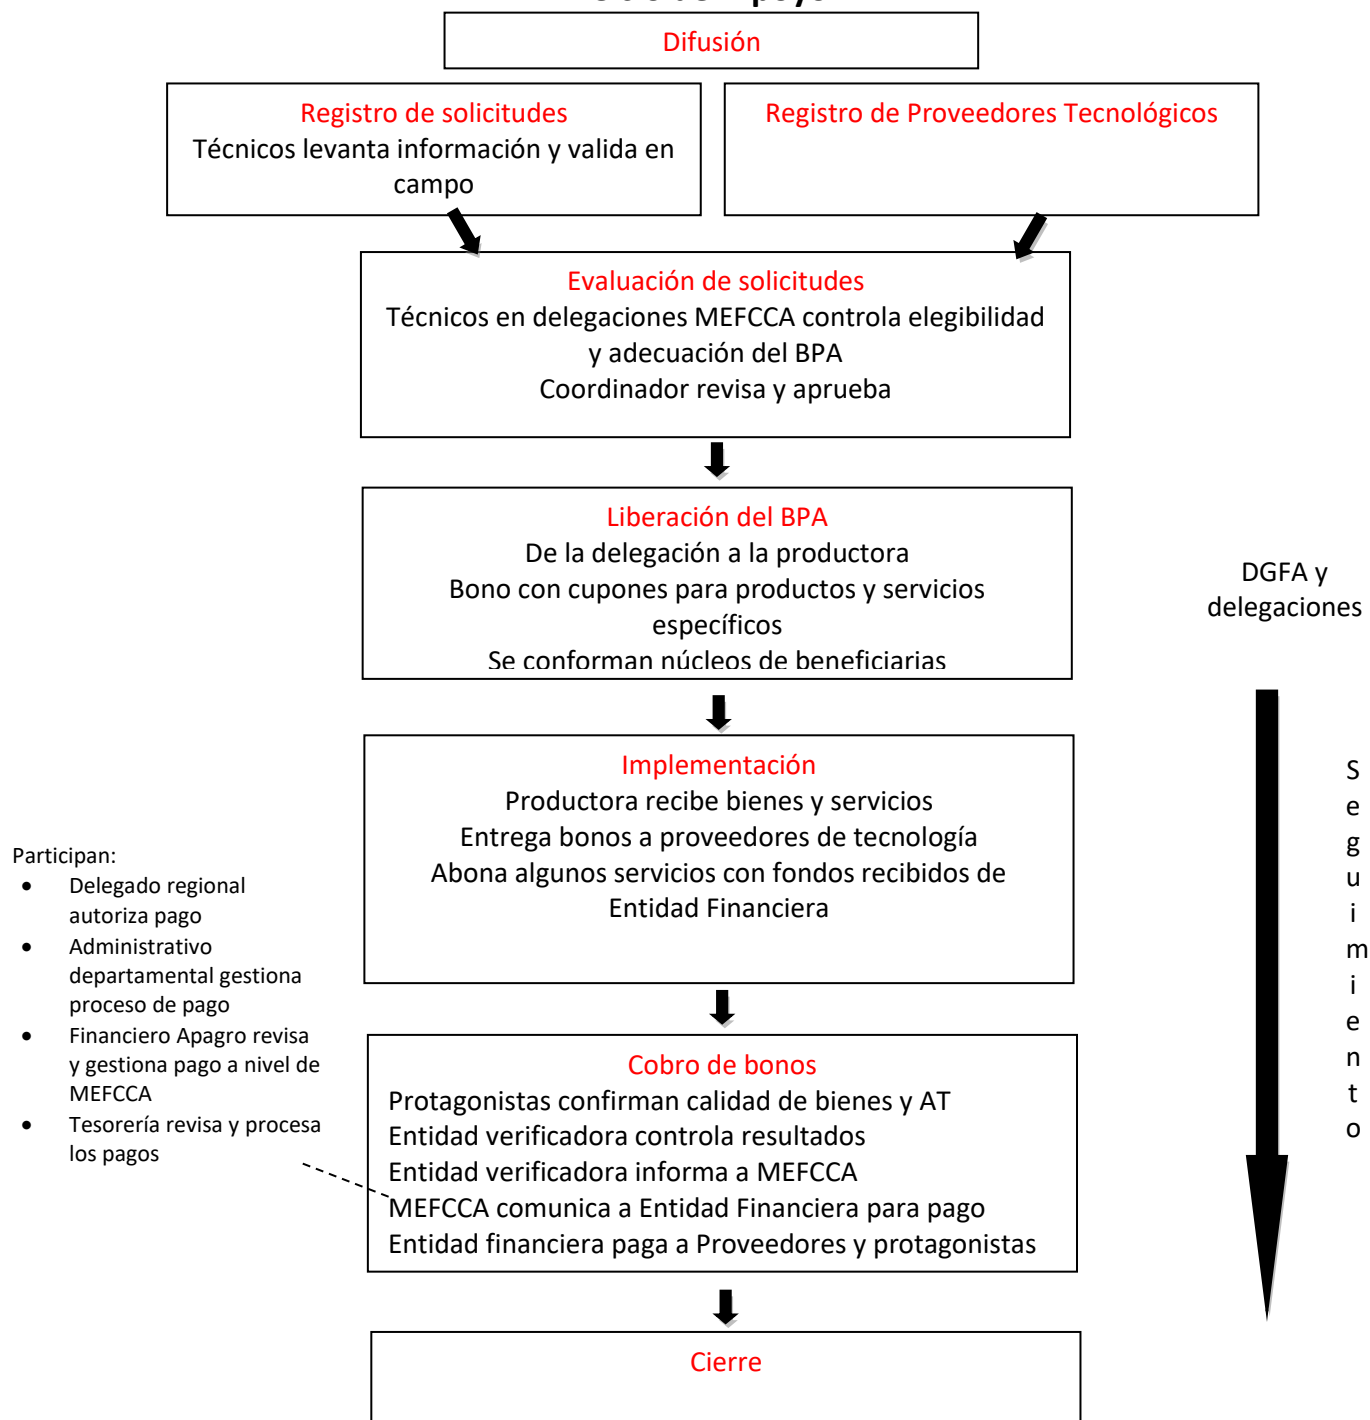 Difusión
Registro de solicitudes
Técnicos levanta información y valida en
campo
Registro de Proveedores Tecnológicos
Evaluación de solicitudes
Técnicos en delegaciones MEFCCA controla elegibilidad
y adecuación del BPA
Coordinador revisa y aprueba
Liberación del BPA
De la delegación a la productora
Bono con cupones para productos y servicios
específicos
Se conforman núcleos de beneficiarias
DGFA y
delegaciones
Implementación
Productora recibe bienes y servicios
Entrega bonos a proveedores de tecnología
Abona algunos servicios con fondos recibidos de
Entidad Financiera
Seguimiento
Participan:
• Delegado regional
autoriza pago
• Administrativo
departamental gestiona
proceso de pago
• Financiero Apagro revisa
y gestiona pago a nivel de
MEFCCA
• Tesorería revisa y procesa
los pagos
Cobro de bonos
Protagonistas confirman calidad de bienes y AT
Entidad verificadora controla resultados
Entidad verificadora informa a MEFCCA
MEFCCA comunica a Entidad Financiera para pago
Entidad financiera paga a Proveedores y protagonistas
Cierre